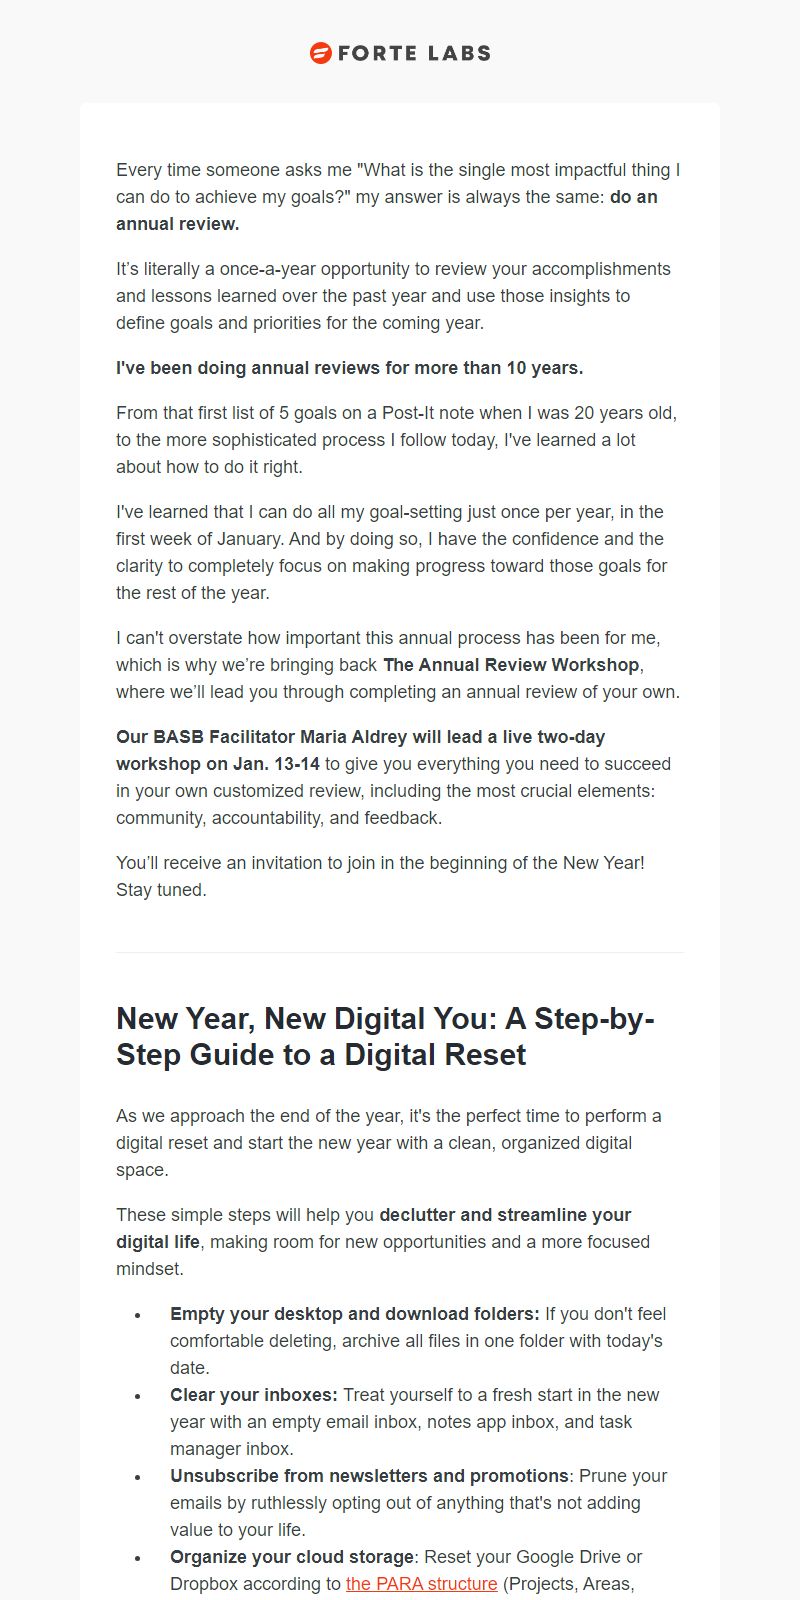 FORTE LABS
Every time someone asks me "What is the single most impactful thing I
can do to achieve my goals?" my answer is always the same: do an
annual review.
It’s literally a once-a-year opportunity to review your accomplishments
and lessons learned over the past year and use those insights to
define goals and priorities for the coming year.
I've been doing annual reviews for more than 10 years.
From that first list of 5 goals on a Post-It note when I was 20 years old,
to the more sophisticated process I follow today, I've learned a lot
about how to do it right.
I've learned that I can do all my goal-setting just once per year, in the
first week of January. And by doing so, I have the confidence and the
clarity to completely focus on making progress toward those goals for
the rest of the year.
I can't overstate how important this annual process has been for me,
which is why we’re bringing back The Annual Review Workshop,
where we’ll lead you through completing an annual review of your own.
Our BASB Facilitator Maria Aldrey will lead a live two-day
workshop on Jan. 13-14 to give you everything you need to succeed
in your own customized review, including the most crucial elements:
community, accountability, and feedback.
You’ll receive an invitation to join in the beginning of the New Year!
Stay tuned.
New Year, New Digital You: A Step-by-
Step Guide to a Digital Reset
As we approach the end of the year, it's the perfect time to perform a
digital reset and start the new year with a clean, organized digital
space.
These simple steps will help you declutter and streamline your
digital life, making room for new opportunities and a more focused
mindset.
• Empty your desktop and download folders: If you don't feel
comfortable deleting, archive all files in one folder with today's
date.
• Clear your inboxes: Treat yourself to a fresh start in the new
year with an empty email inbox, notes app inbox, and task
manager inbox.
• Unsubscribe from newsletters and promotions: Prune your
emails by ruthlessly opting out of anything that's not adding
value to your life.
• Organize your cloud storage: Reset your Google Drive or
Dropbox according to the PARA structure (Projects, Areas,